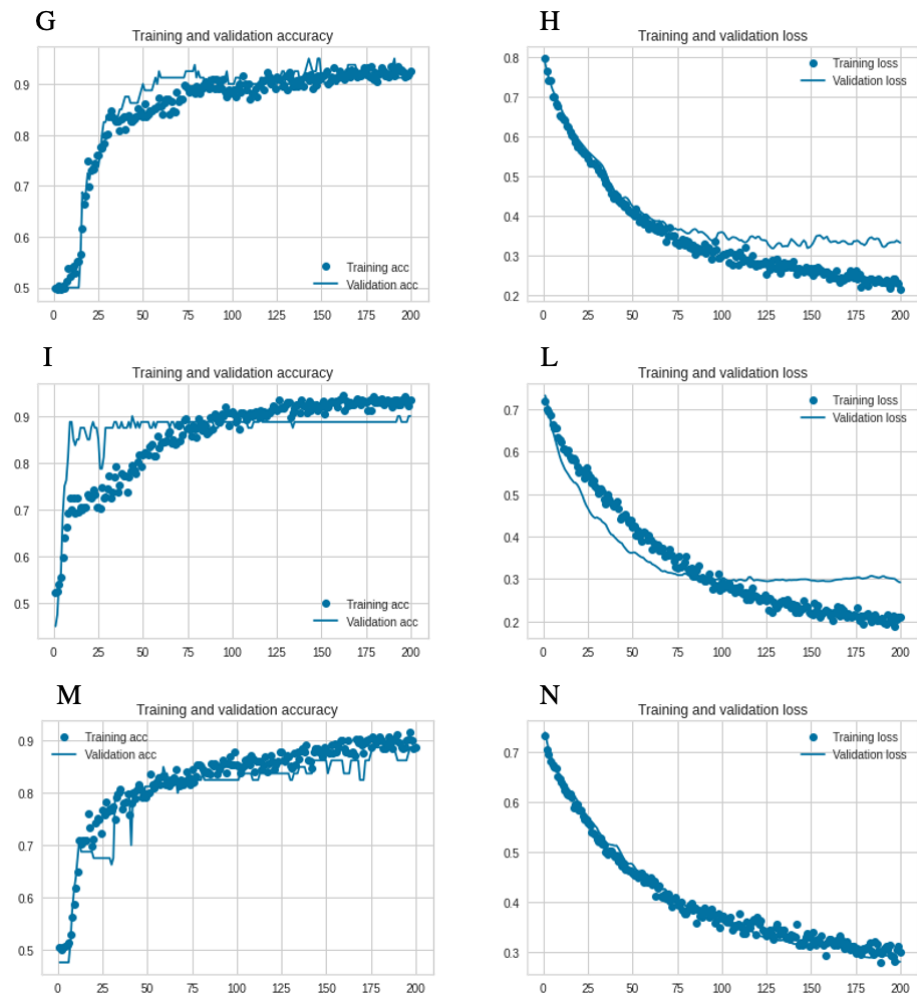 G
Training and validation accuracy
0.9
0.8
0.7
0.6
0.5
Training acc
Validation acc
0 25 50 75 100 125 150 175 200
H
Training and validation loss
0.8
0.7
0.6
0.5
0.4
0.3
0.2
Training loss
Validation loss
0 25 50 75 100 125 150 175 200
I
Training and validation accuracy
0.9
0.8
0.7
0.6
0.5
Training acc
Validation acc
0 25 50 75 100 125 150 175 200
L
Training and validation loss
0.7
0.6
0.5
0.4
0.3
0.2
Training loss
Validation loss
0 25 50 75 100 125 150 175 200
M
Training and validation accuracy
Training acc
Validation acc
0.9
0.8
0.7
0.6
0.5
0 25 50 75 100 125 150 175 200
N
Training and validation loss
Training loss
Validation loss
0.7
0.6
0.5
0.4
0.3
0 25 50 75 100 125 150 175 200